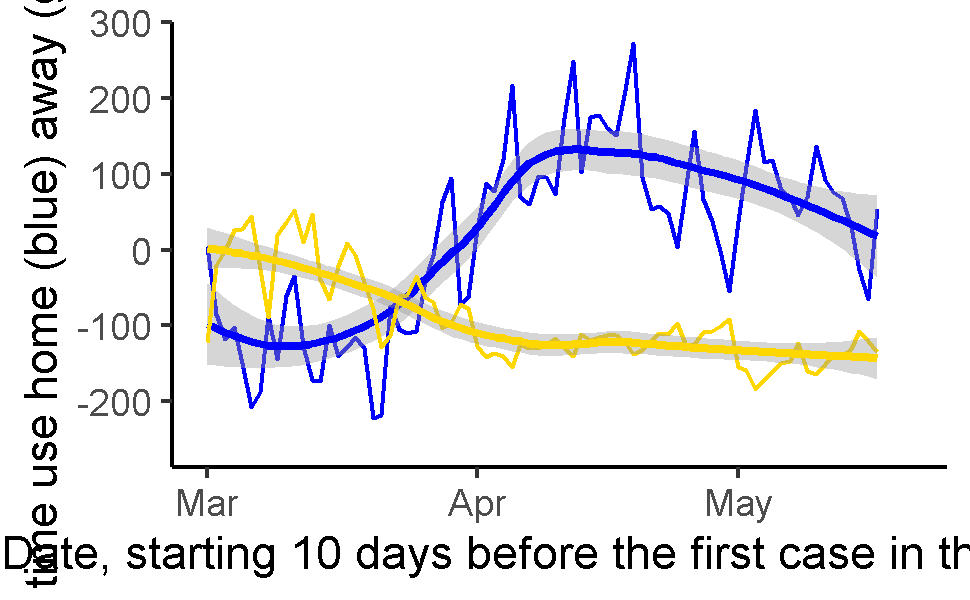 time use home (blue) away (
300
200
100
0
-100
-200
Mar Apr May
Date, starting 10 days before the first case in th